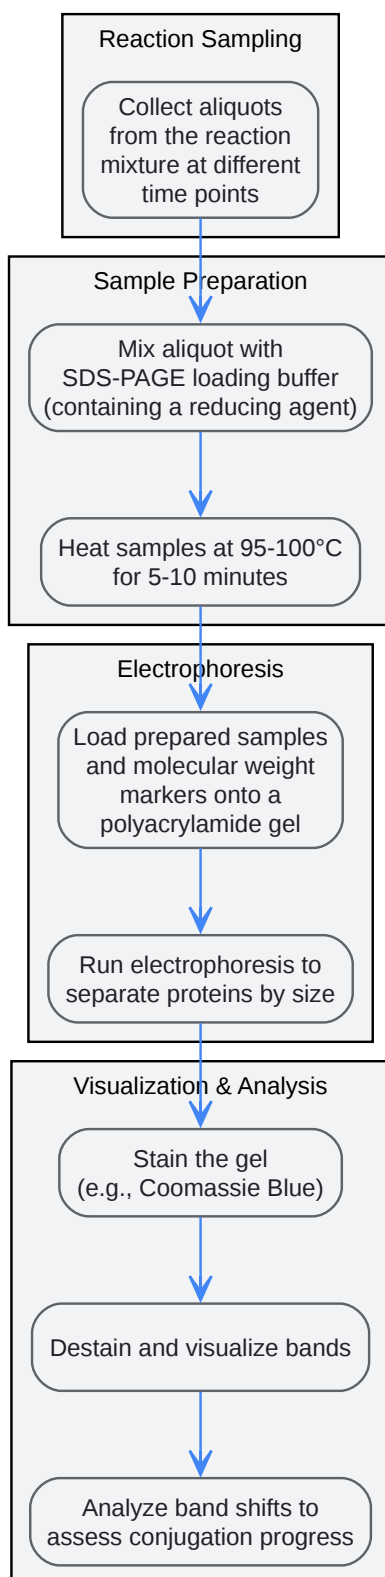 Reaction Sampling
Collect aliquots
from the reaction
mixture at different
time points
Sample Preparation
Mix aliquot with
SDS-PAGE loading buffer
(containing a reducing agent)
Heat samples at 95-100°C
for 5-10 minutes
Electrophoresis
Load prepared samples
and molecular weight
markers onto a
polyacrylamide gel
Run electrophoresis to
separate proteins by size
Visualization & Analysis
Stain the gel
(e.g., Coomassie Blue)
Destain and visualize bands
Analyze band shifts to
assess conjugation progress